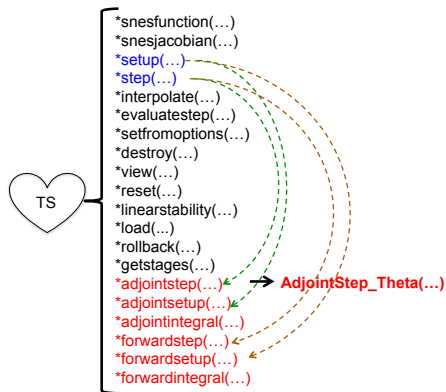 *snesfunction(…)
*snesjacobian(…)
*setup(…)
*step(…)
*interpolate(…)
*evaluatestep(…)
*setfromoptions(…)
*destroy(…)
*view(…)
*reset(…)
TS
*linearstability(…)
*load(...)
*rollback(…)
*getstages(…)
*adjointstep(…) AdjointStep_Theta(…)
*adjointsetup(…)
*adjointintegral(…)
*forwardstep(…)
*forwardsetup(…)
*forwardintegral(…)